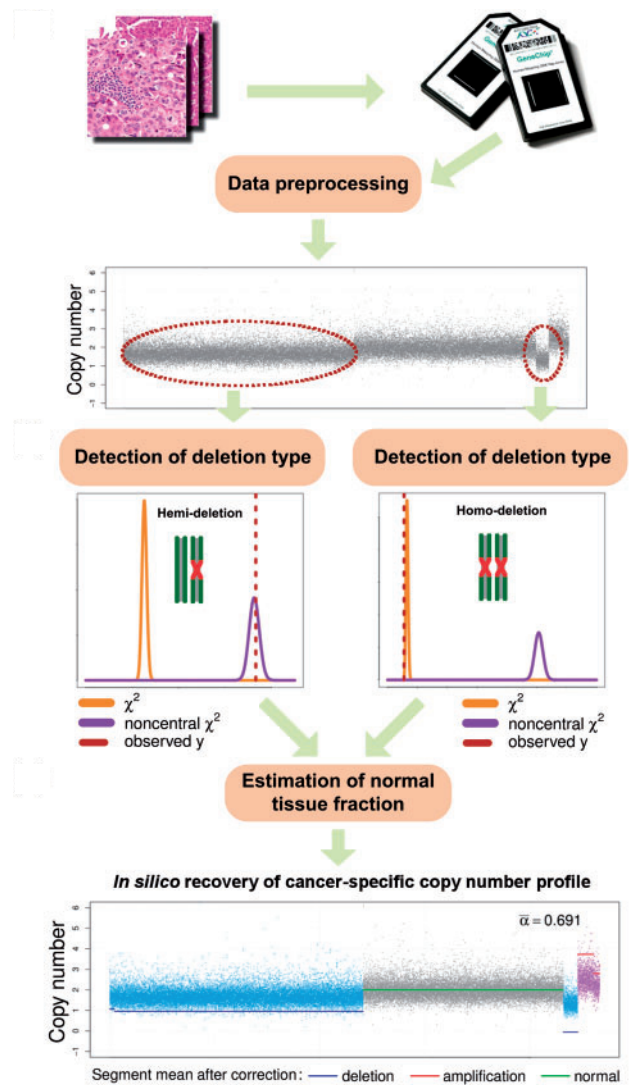 GeneChip
GeneChip
Data preprocessing
Copy number
6
5
4
3
2
1
0
-1
Detection of deletion type
Detection of deletion type
Hemi-deletion
Homo-deletion
χ²
noncentral χ²
observed y
χ²
noncentral χ²
observed y
Estimation of normal
tissue fraction
In silico recovery of cancer-specific copy number profile
Copy number
6
5
4
3
2
1
0
-1
α̅ = 0.691
Segment mean after correction: deletion amplification normal